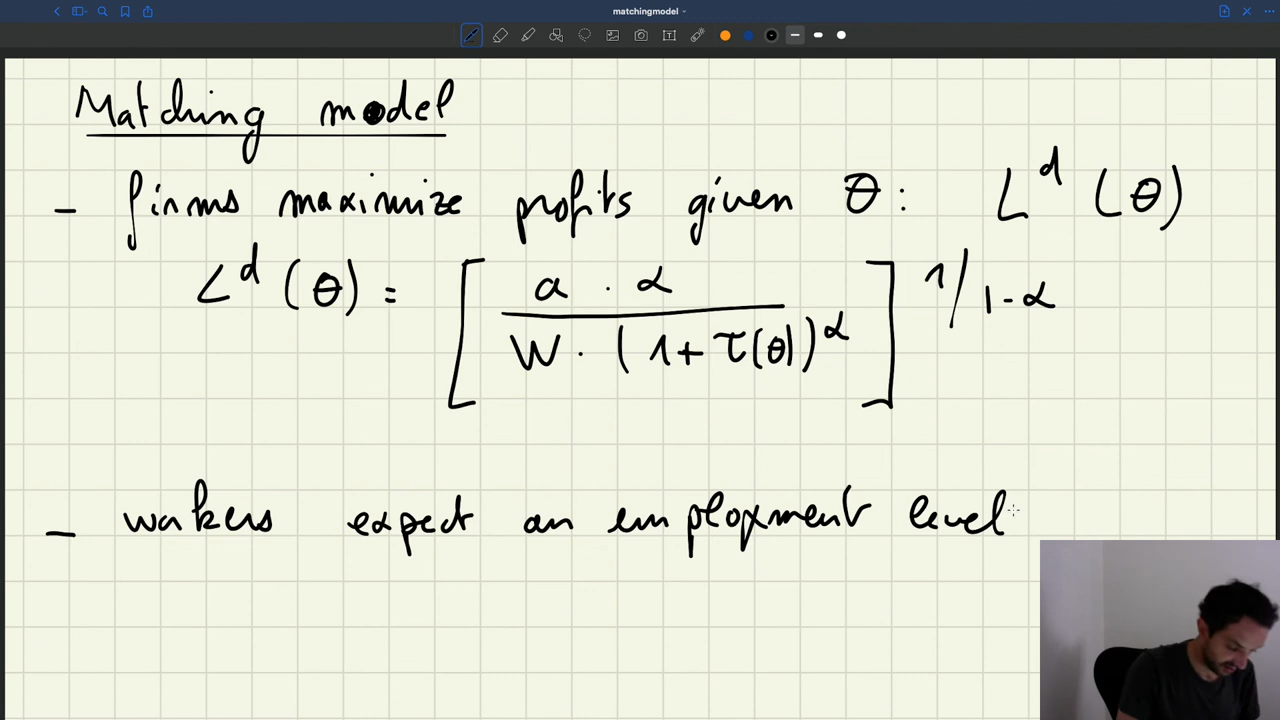 matchingmodel
Matching model
- firms maximize profits given θ: L^d (θ)
L^d (θ) = [ a · α / W · (1 + τ(θ))^α ]^1/1-α
- workers expect an employment level